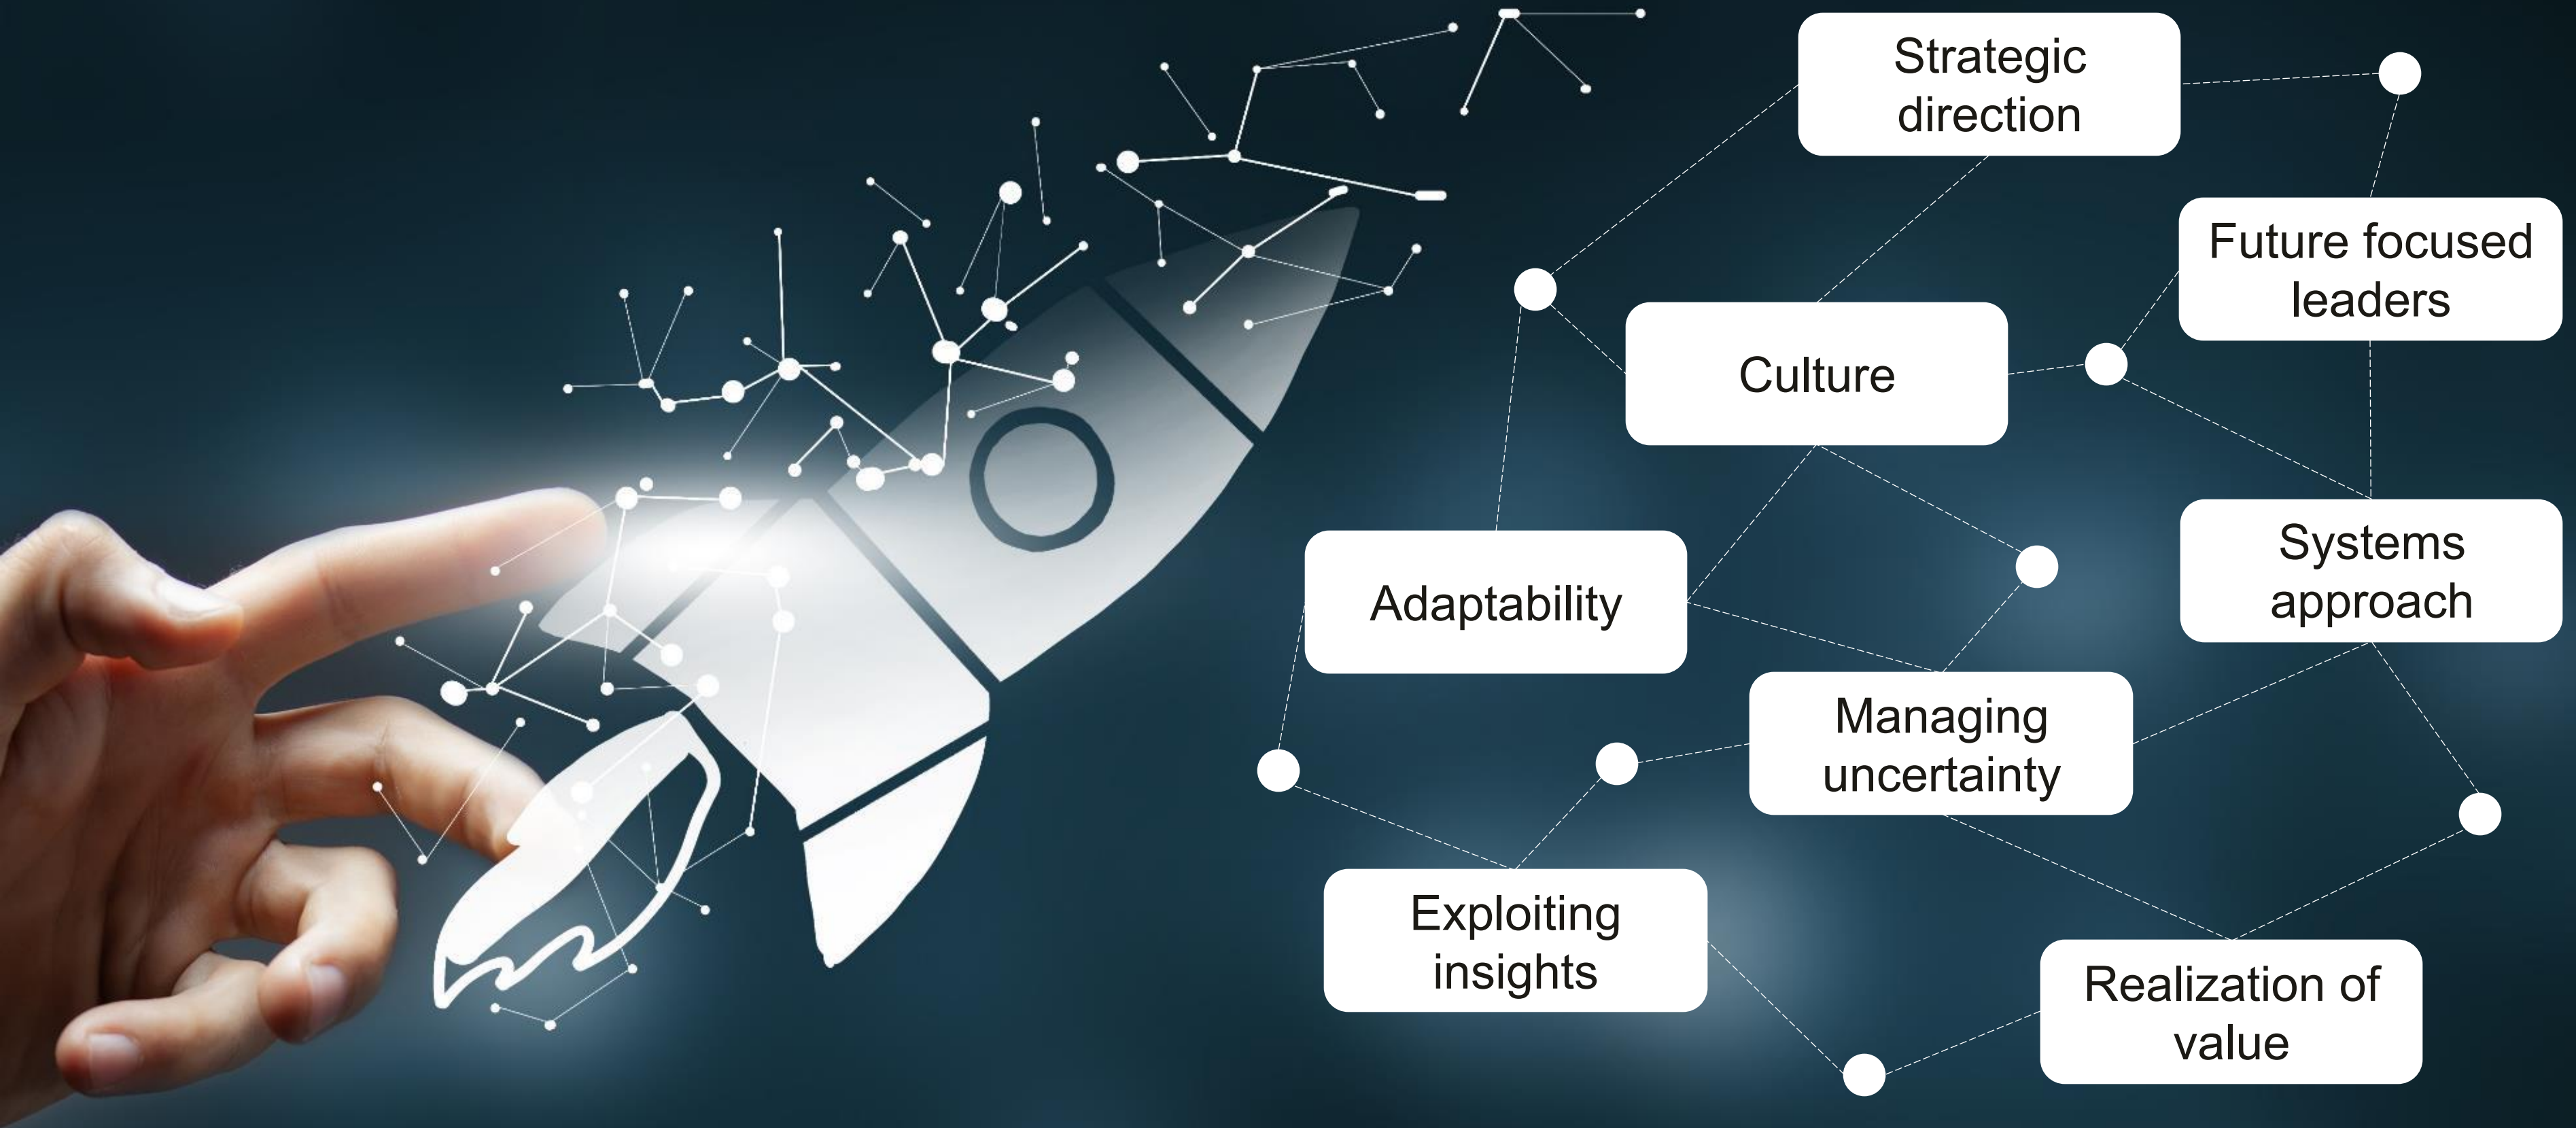 Strategic
direction
Future focused
leaders
Culture
Systems
approach
Adaptability
Managing
uncertainty
Exploiting
insights
Realization of
value